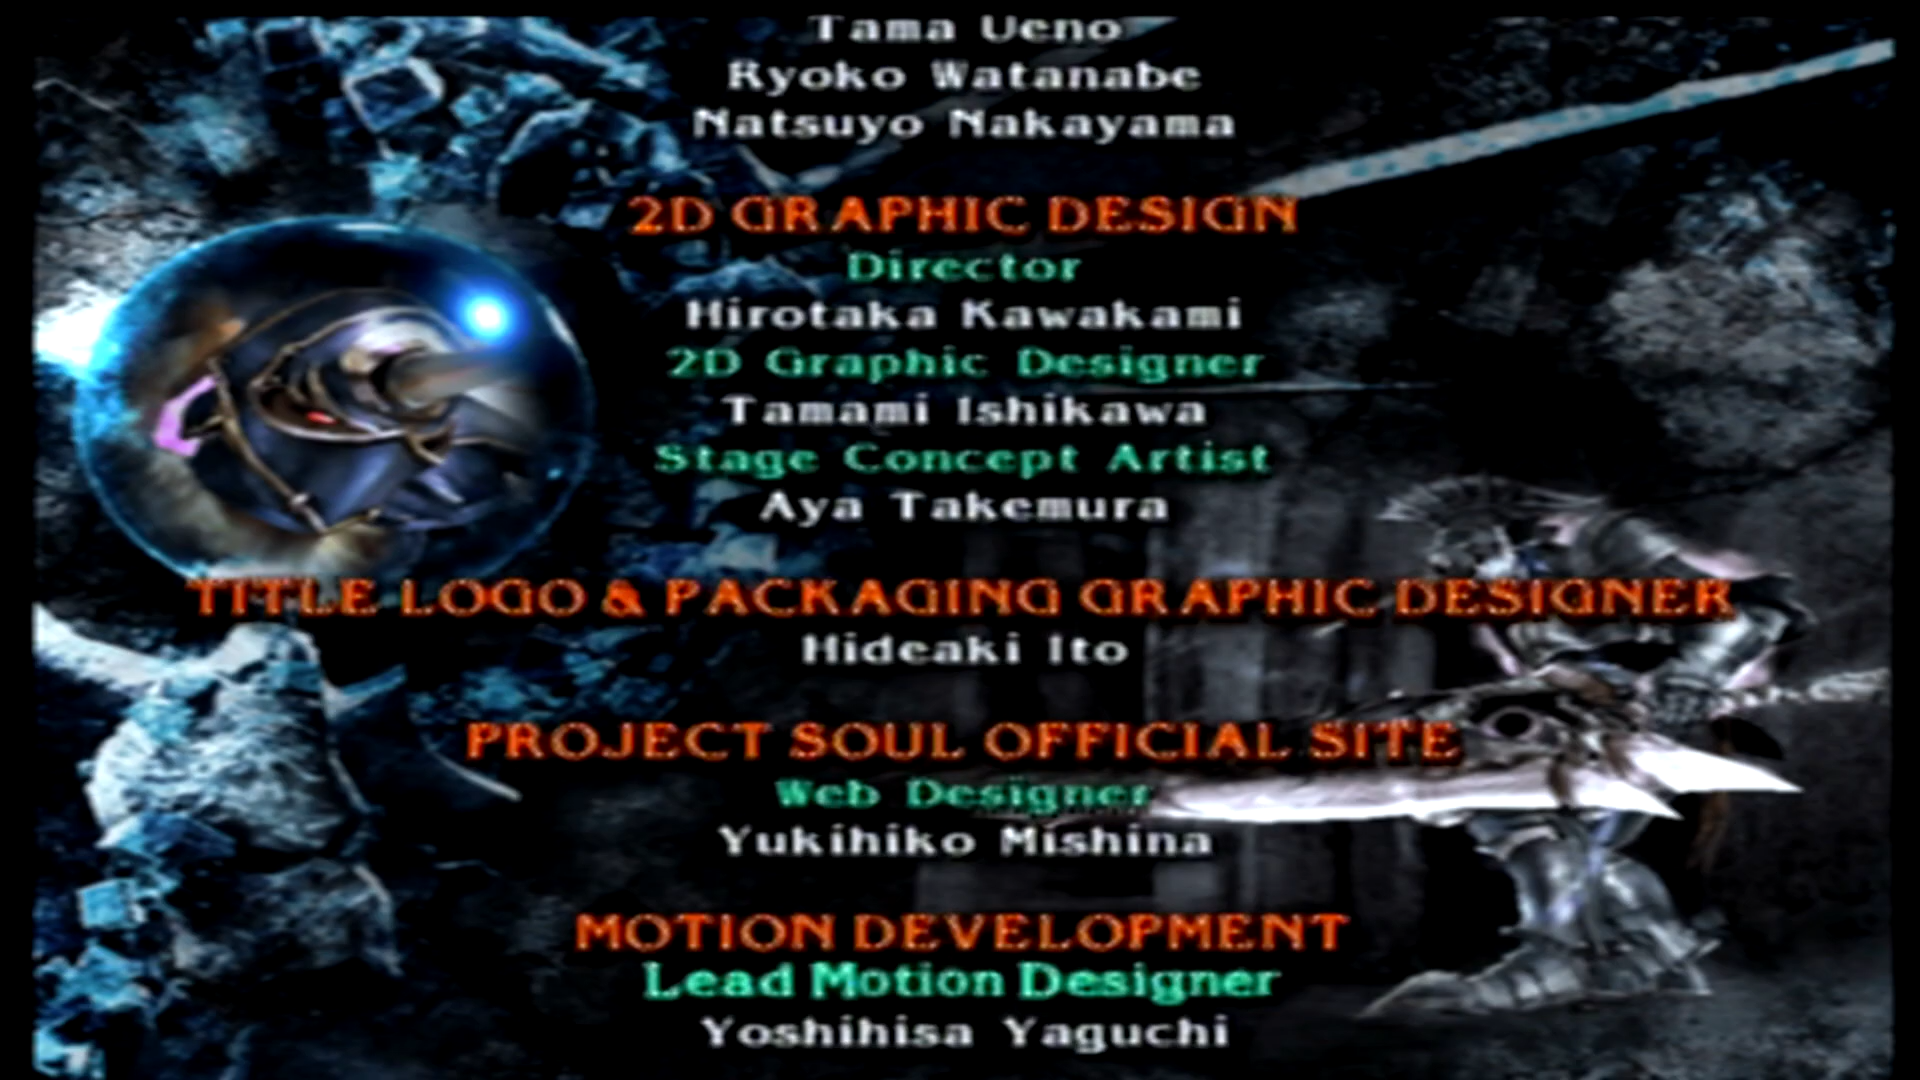 Tama Ueno
Ryoko Watanabe
Natsuyo Nakayama
2D GRAPHIC DESIGN
Director
Hirotaka Kawakami
2D Graphic Designer
Tamami Ishikawa
Stage Concept Artist
Aya Takemura
TITLE LOGO & PACKAGING GRAPHIC DESIGNER
Hideaki Ito
PROJECT SOUL OFFICIAL SITE
Web Designer
Yukihiko Mishina
MOTION DEVELOPMENT
Lead Motion Designer
Yoshihisa Yaguchi